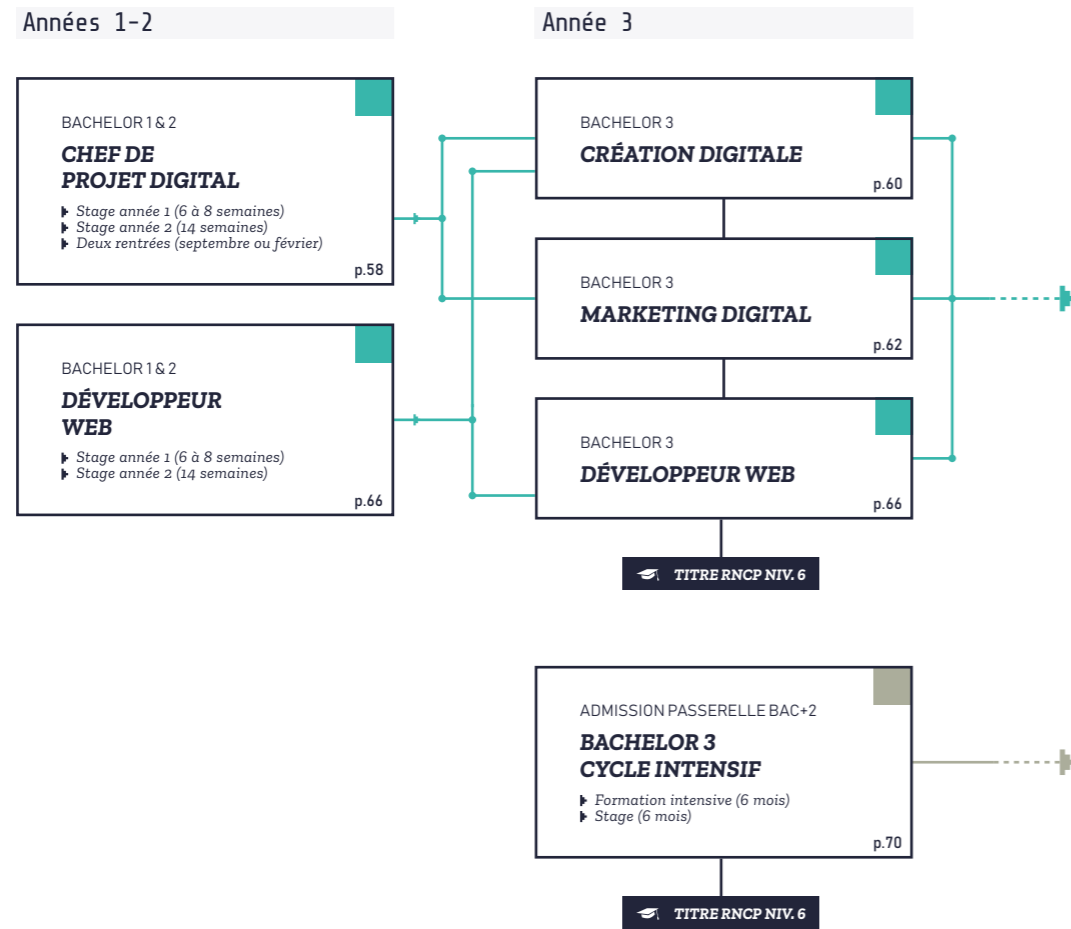 Années 1-2
BACHELOR 1 & 2
CHEF DE
PROJET DIGITAL
Stage année 1 (6 à 8 semaines)
Stage année 2 (14 semaines)
Deux rentrées (septembre ou février)
p.58
BACHELOR 1 & 2
DÉVELOPPEUR
WEB
Stage année 1 (6 à 8 semaines)
Stage année 2 (14 semaines)
p.66
Année 3
BACHELOR 3
CRÉATION DIGITALE
p.60
BACHELOR 3
MARKETING DIGITAL
p.62
BACHELOR 3
DÉVELOPPEUR WEB
p.66
TITRE RNCP NIV. 6
ADMISSION PASSERELLE BAC+2
BACHELOR 3
CYCLE INTENSIF
Formation intensive (6 mois)
Stage (6 mois)
p.70
TITRE RNCP NIV. 6